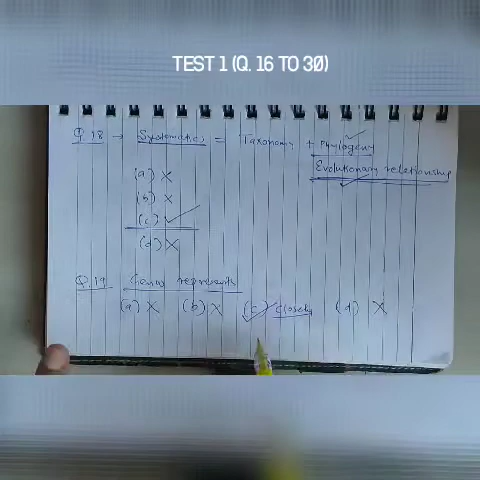 TEST 1 (Q. 16 TO 30)
Q.18 → Systematics = Taxonomy + Phylogeny
Evolutionary relationship
(a) X
(b) X
(c) ✓
(d) X
Q.19 Genus represents
(a) X (b) X (c) ✓ Closely (d) X